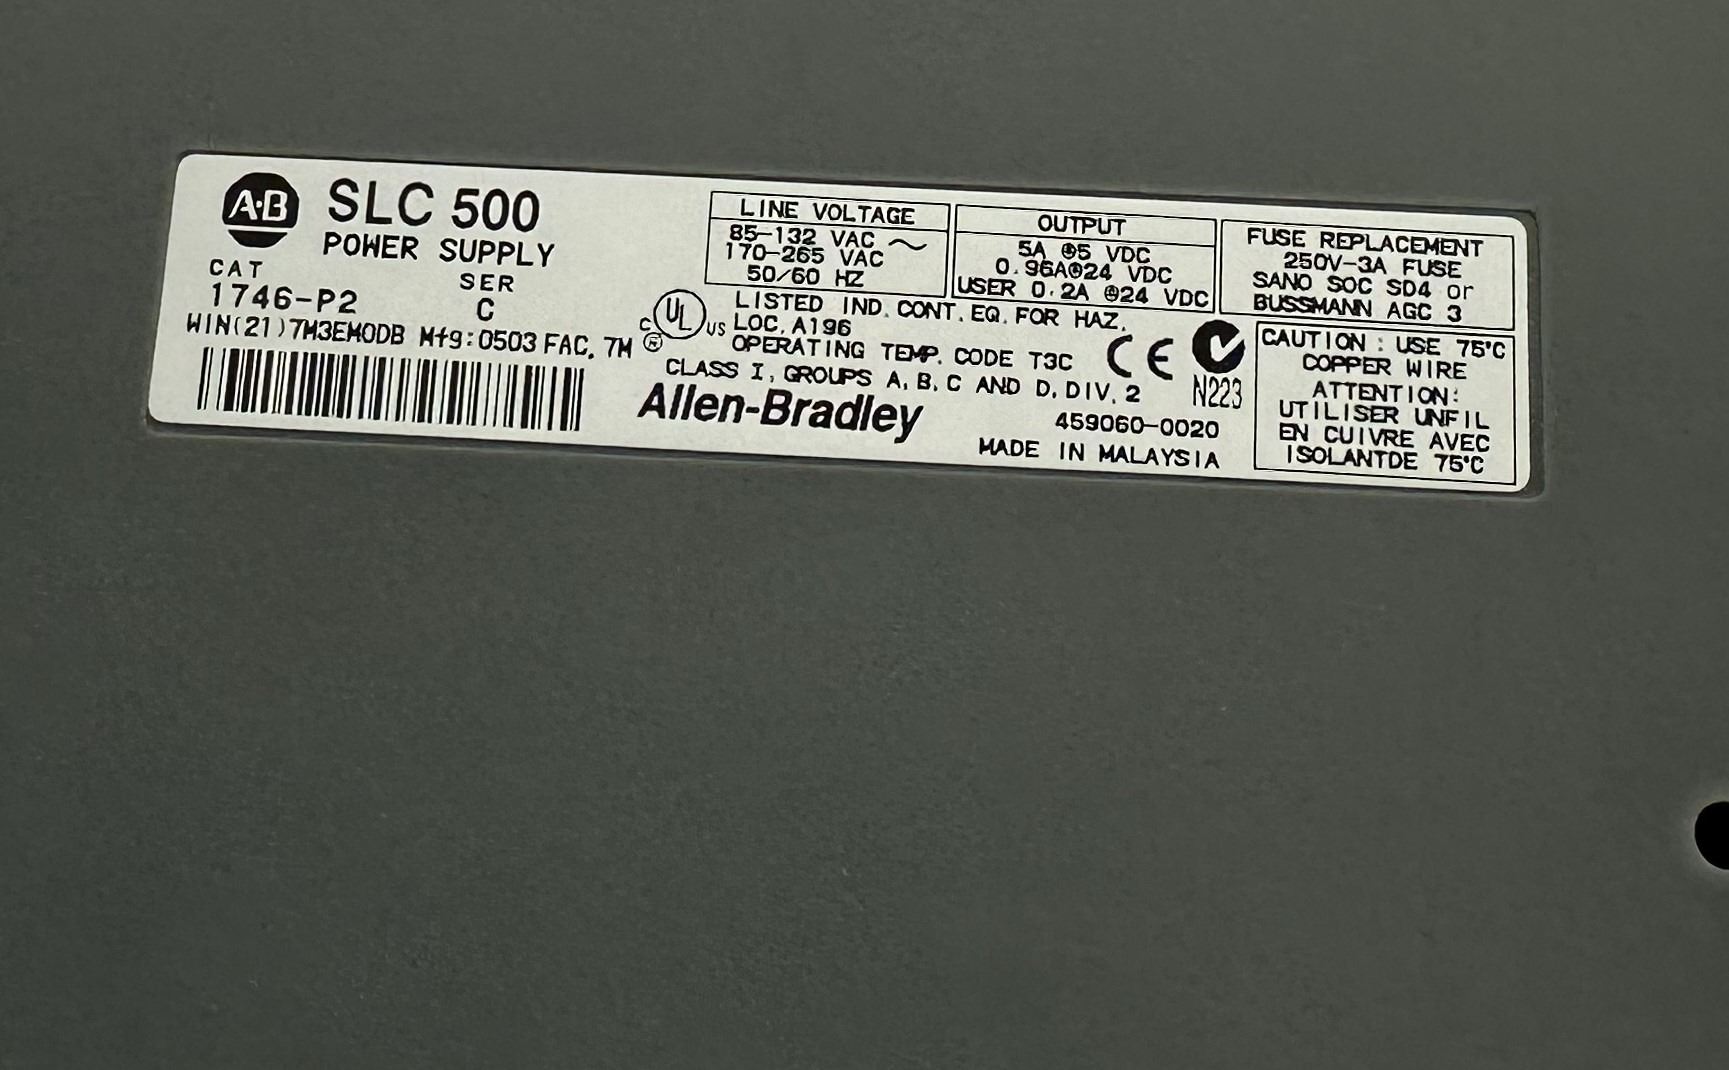 A·B
SLC 500
POWER SUPPLY
CAT
SER
1746-P2
C
WIN(21)7M3EMODB Mfg:0503 FAC. 7M
LINE VOLTAGE
85-132 VAC ~
170-265 VAC
50/60 HZ
OUTPUT
5A @5 VDC
0.96A@24 VDC
USER 0.2A @24 VDC
FUSE REPLACEMENT
250V-3A FUSE
SANO SOC SD4 or
BUSSMANN AGC 3
C UL US
LISTED IND. CONT. EQ. FOR HAZ.
LOC. A196
OPERATING TEMP. CODE T3C
CLASS I, GROUPS A, B, C AND D, DIV. 2
CE
N223
Allen-Bradley
459060-0020
MADE IN MALAYSIA
CAUTION : USE 75°C
COPPER WIRE
ATTENTION:
UTILISER UNFIL
EN CUIVRE AVEC
ISOLANTDE 75°C